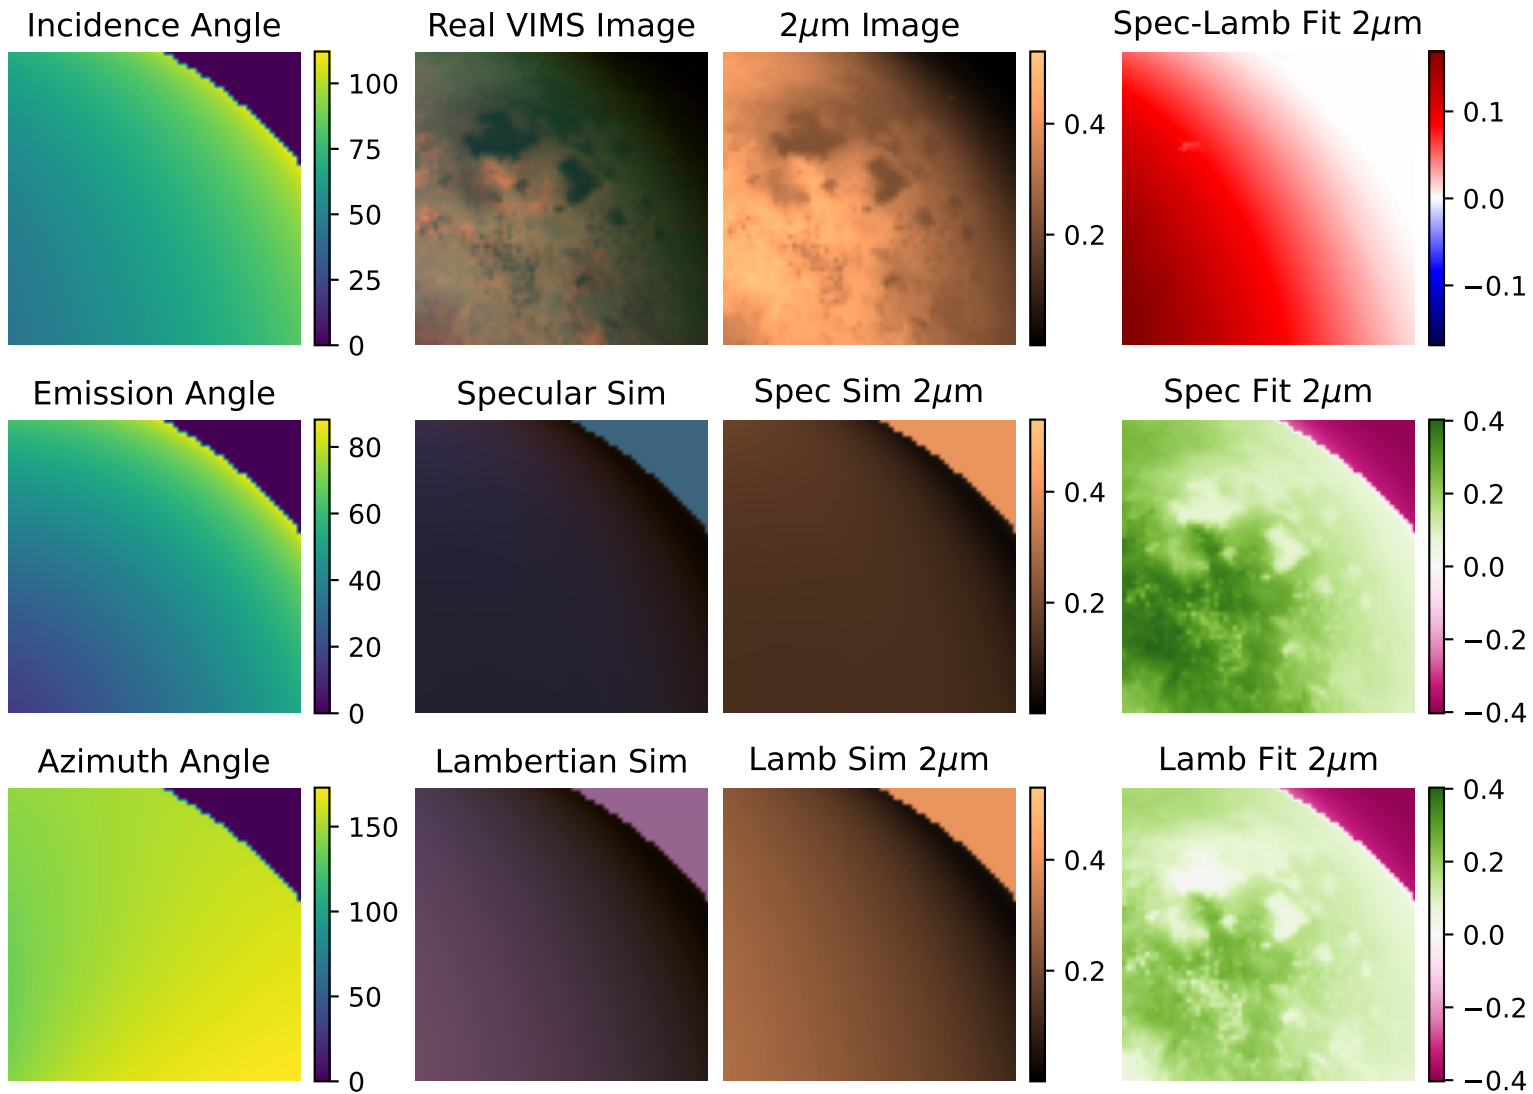 Incidence Angle
100
75
50
25
0
Real VIMS Image
2μm Image
0.4
0.2
Spec-Lamb Fit 2μm
0.1
0.0
−0.1
Emission Angle
80
60
40
20
0
Specular Sim
Spec Sim 2μm
0.4
0.2
Spec Fit 2μm
0.4
0.2
0.0
−0.2
−0.4
Azimuth Angle
150
100
50
0
Lambertian Sim
Lamb Sim 2μm
0.4
0.2
Lamb Fit 2μm
0.4
0.2
0.0
−0.2
−0.4